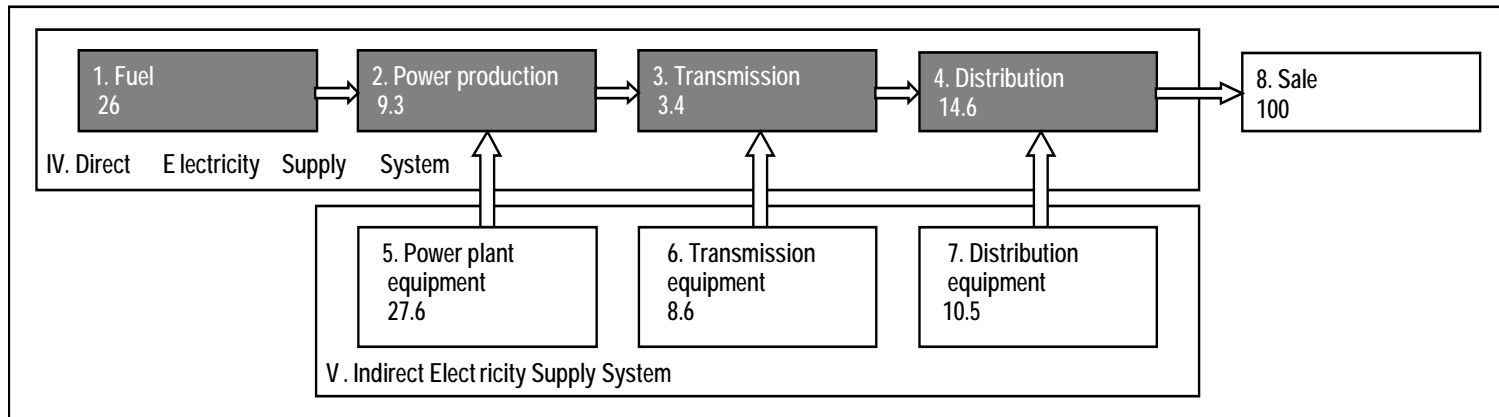 1. Fuel
26
2. Power production
9.3
3. Transmission
3.4
4. Distribution
14.6
8. Sale
100
IV. Direct Electricity Supply System
5. Power plant
equipment
27.6
6. Transmission
equipment
8.6
7. Distribution
equipment
10.5
V. Indirect Electricity Supply System